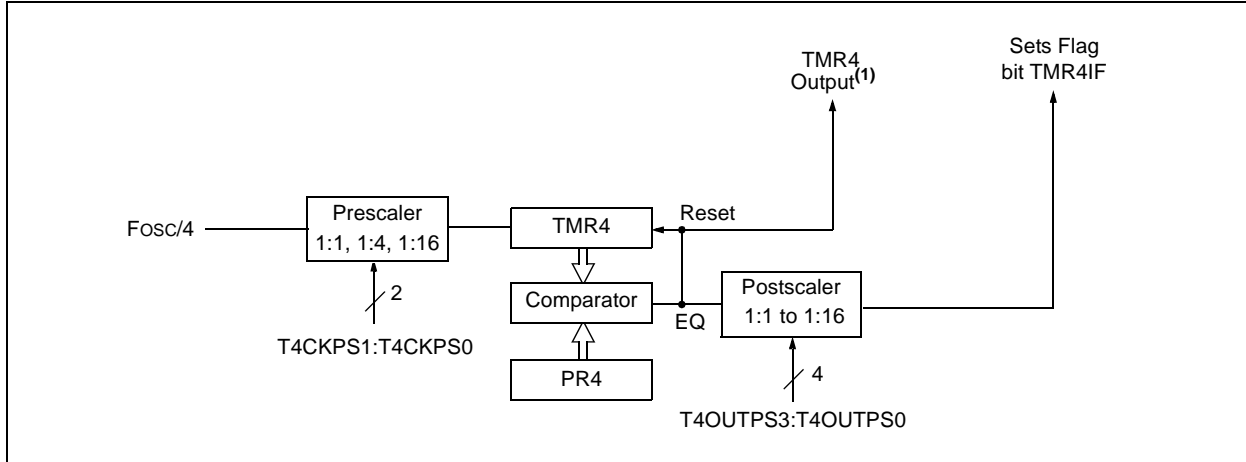 TMR4
Output(1)
Sets Flag
bit TMR4IF
Fosc/4
Prescaler
1:1, 1:4, 1:16
2
T4CKPS1:T4CKPS0
TMR4
Reset
Comparator
EQ
PR4
Postscaler
1:1 to 1:16
4
T4OUTPS3:T4OUTPS0